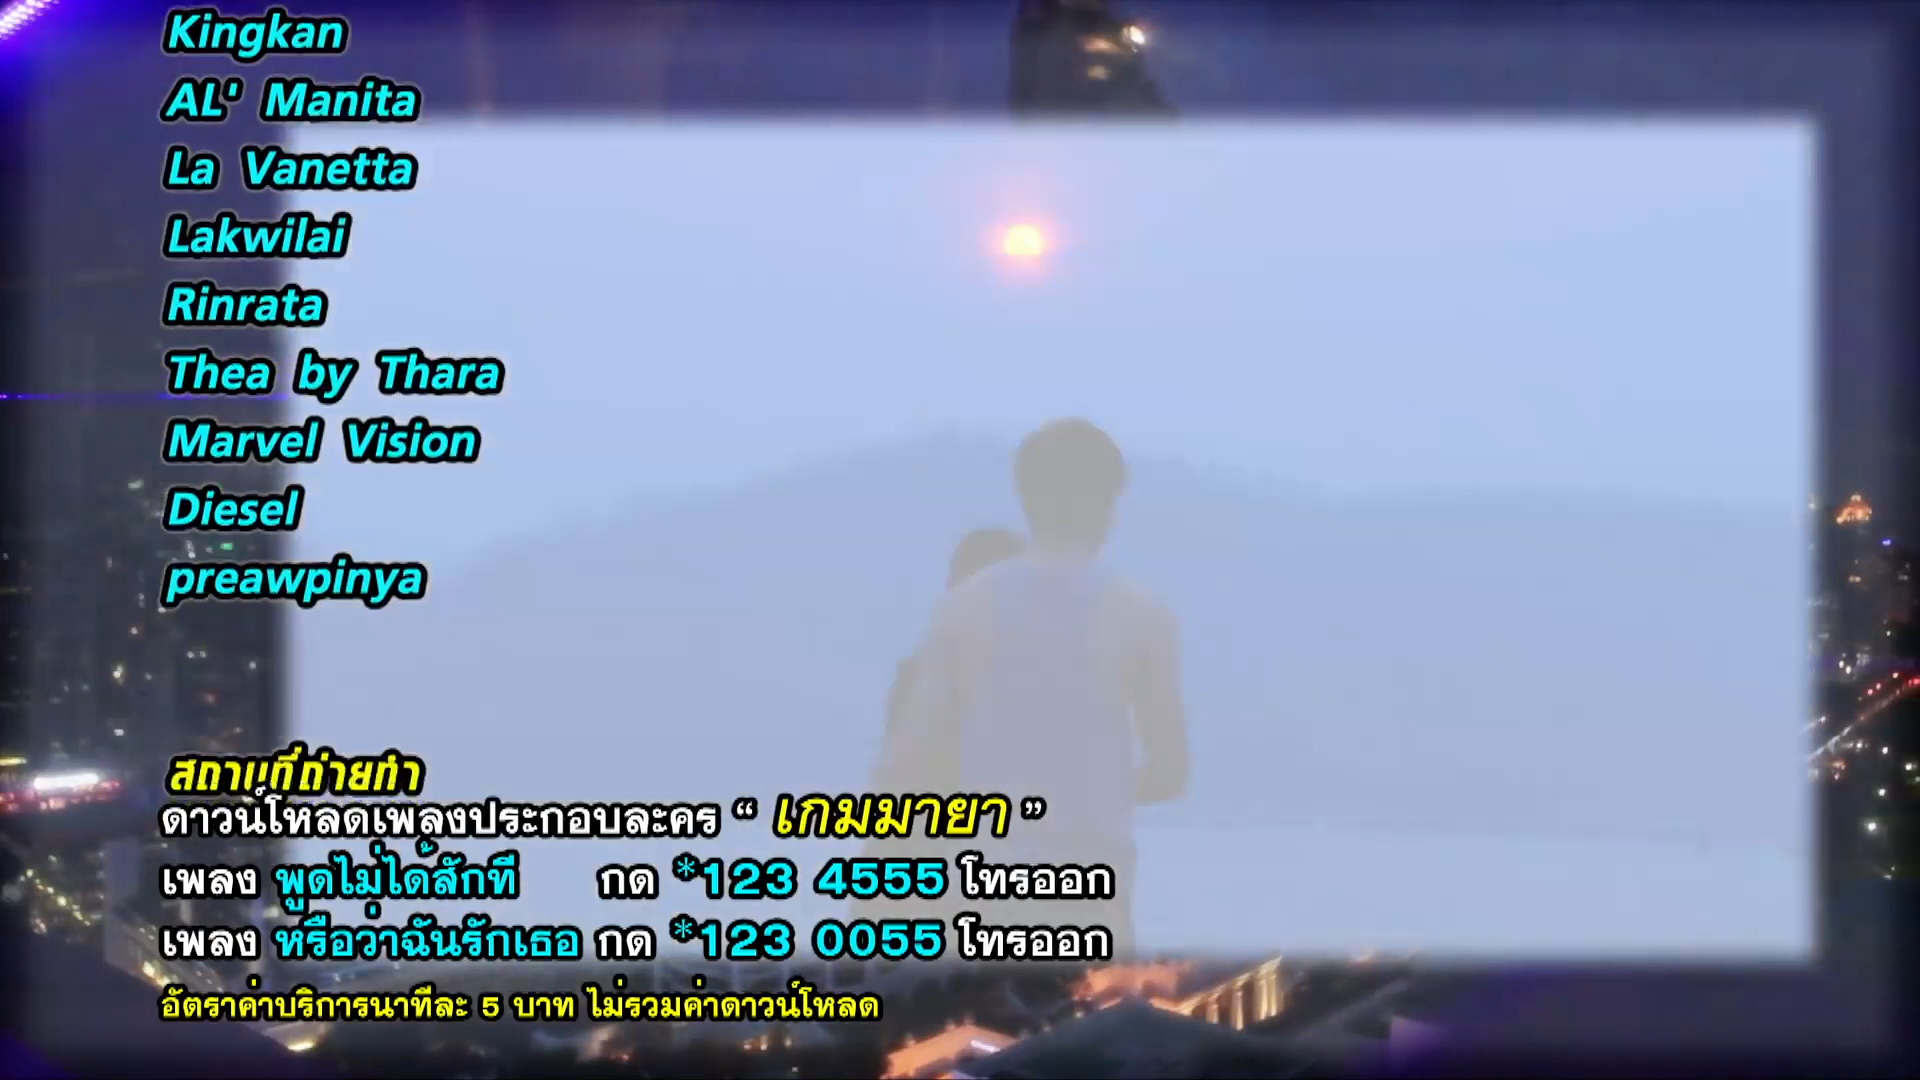 Kingkan
AL' Manita
La Vanetta
Lakwilai
Rinrata
Thea by Thara
Marvel Vision
Diesel
preawpinya
สถานที่ถ่ายทำ
ดาวน์โหลดเพลงประกอบละคร “ เกมมายา ”
เพลง พูดไม่ได้สักที กด *123 4555 โทรออก
เพลง หรือว่าฉันรักเธอ กด *123 0055 โทรออก
อัตราค่าบริการนาทีละ 5 บาท ไม่รวมค่าดาวน์โหลด